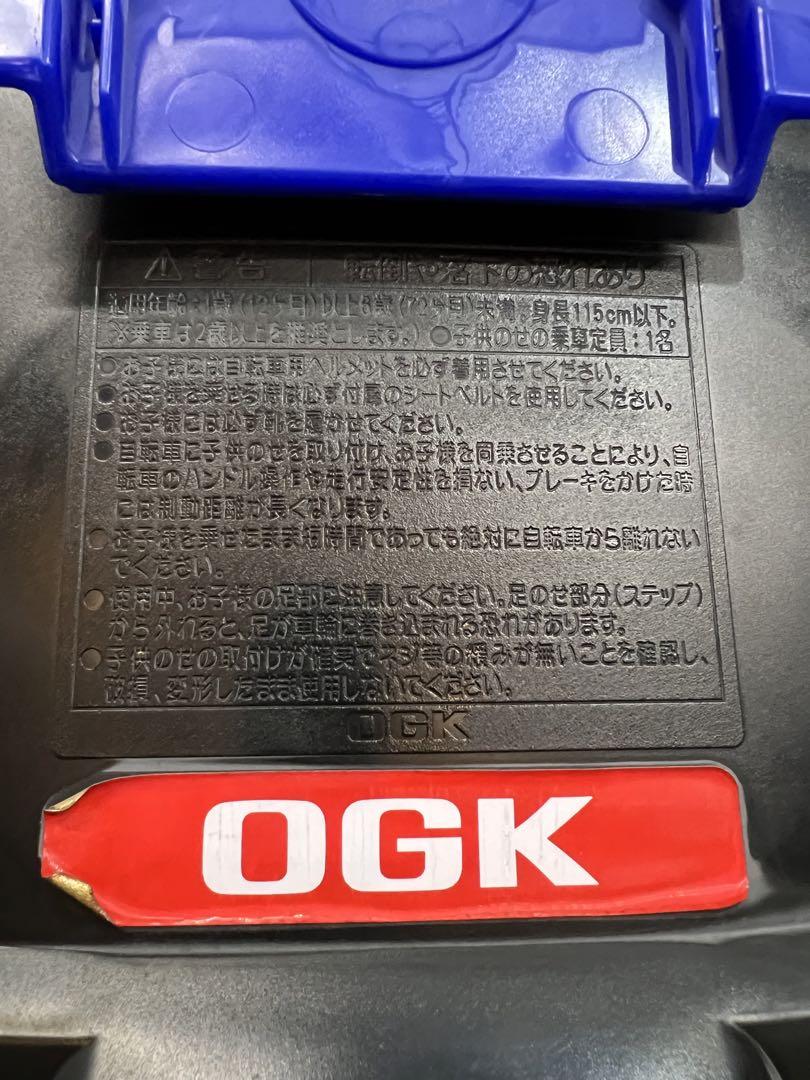 ⚠警告 転倒や落下の恐れあり
適用年齢:1歳(12ケ月)以上6歳(72ケ月)未満。身長115cm以下。
(※乗車は2歳以上を推奨とします。) ●子供のせの乗車定員:1名
●お子様には自転車用ヘルメットを必ず着用させてください。
●お子様を乗せる時は必ず付属のシートベルトを使用してください。
●お子様には必ず靴を履かせてください。
●自転車に子供のせを取り付け、お子様を同乗させることにより、自
転車のハンドル操作や走行安定性を損ない、ブレーキをかけた時
には制動距離が長くなります。
●お子様を乗せたまま短時間であっても絶対に自転車から離れない
でください。
●使用中、お子様の足部に注意してください。足のせ部分(ステップ)
から外れると、足が車輪に巻き込まれる恐れがあります。
●子供のせの取付けが確実でネジ等の緩みが無いことを確認し、
破損、変形したまま使用しないでください。
OGK
OGK